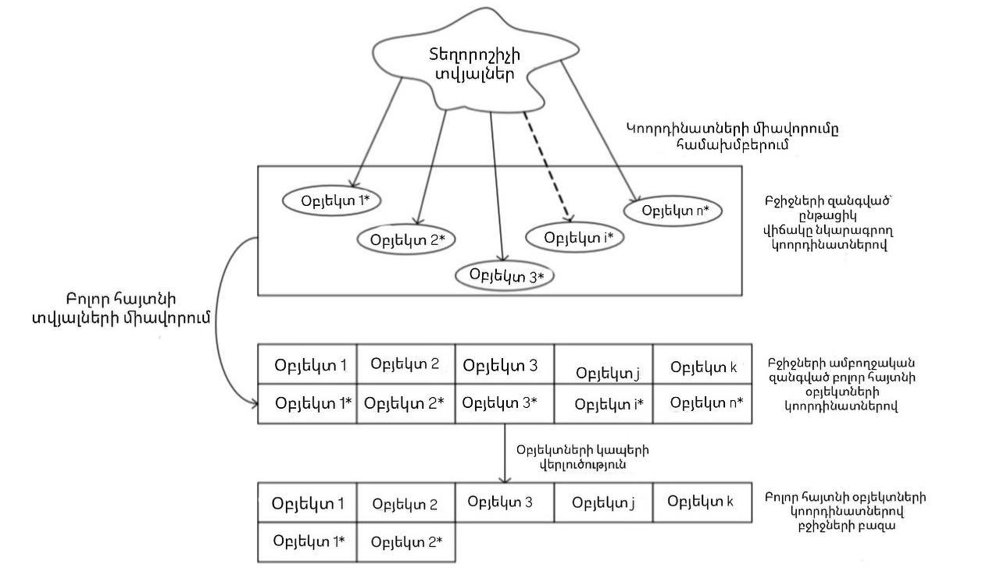 Տեղորոշիչի
տվյալներ
Կոորդինատների միավորումը
համախմբերում
Օբյեկտ 1*
Օբյեկտ 2*
Օբյեկտ 3*
Օբյեկտ i*
Օբյեկտ n*
Բջիջների զանգված՝
ընթացիկ
վիճակը նկարագրող
կոորդինատներով
Բոլոր հայտնի
տվյալների միավորում
Օբյեկտ 1 Օբյեկտ 2 Օբյեկտ 3 Օբյեկտ j Օբյեկտ k
Օբյեկտ 1* Օբյեկտ 2* Օբյեկտ 3* Օբյեկտ i* Օբյեկտ n*
Բջիջների ամբողջական
զանգված բոլոր հայտնի
օբյեկտների
կոորդինատներով
Օբյեկտների կապերի
վերլուծություն
Օբյեկտ 1 Օբյեկտ 2 Օբյեկտ 3 Օբյեկտ j Օբյեկտ k
Օբյեկտ 1* Օբյեկտ 2*
Բոլոր հայտնի օբյեկտների
կոորդինատներով
բջիջների բազա